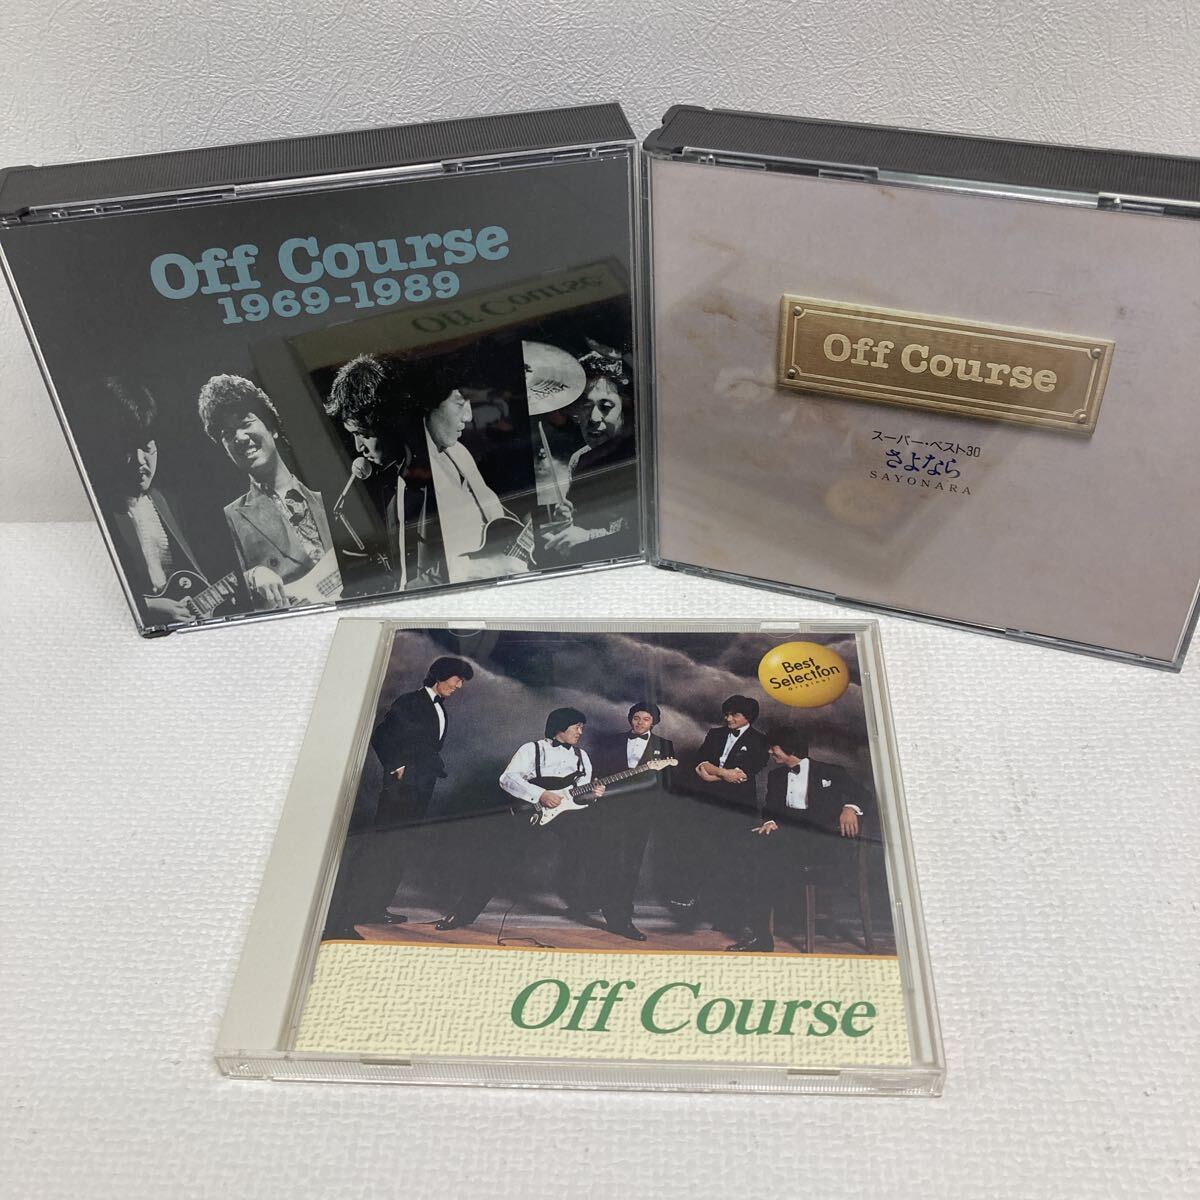 Off Course
1969-1989
Off Course
Off Course
スーパー・ベスト30
さよなら
SAYONARA
Best
Selection
Original
Off Course